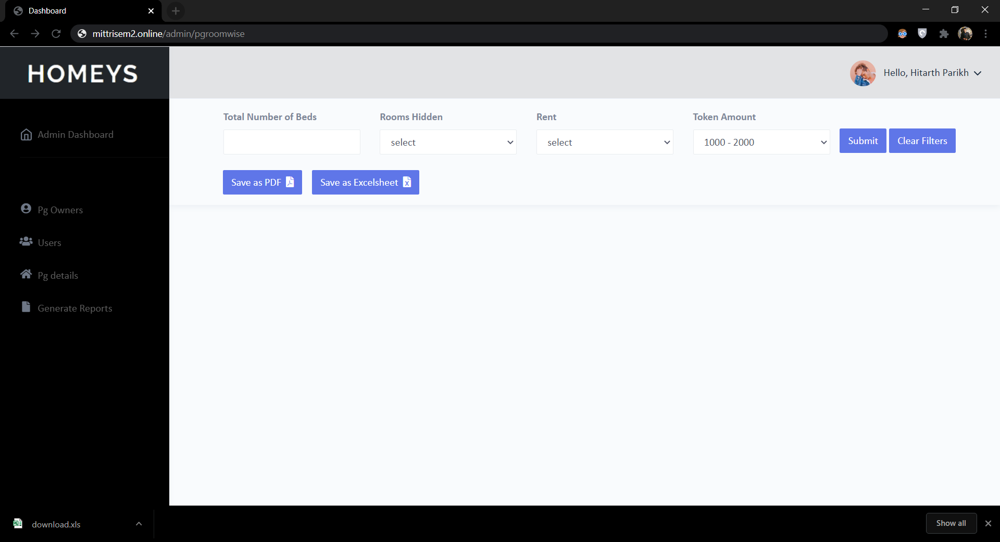 Dashboard
mittrisem2.online/admin/pgroomwise
HOMEYS
Hello, Hitarth Parikh
Admin Dashboard
Pg Owners
Users
Pg details
Generate Reports
Total Number of Beds
Rooms Hidden
Rent
Token Amount
select
select
1000 - 2000
Submit
Clear Filters
Save as PDF
Save as Excelsheet
download.xls
Show all